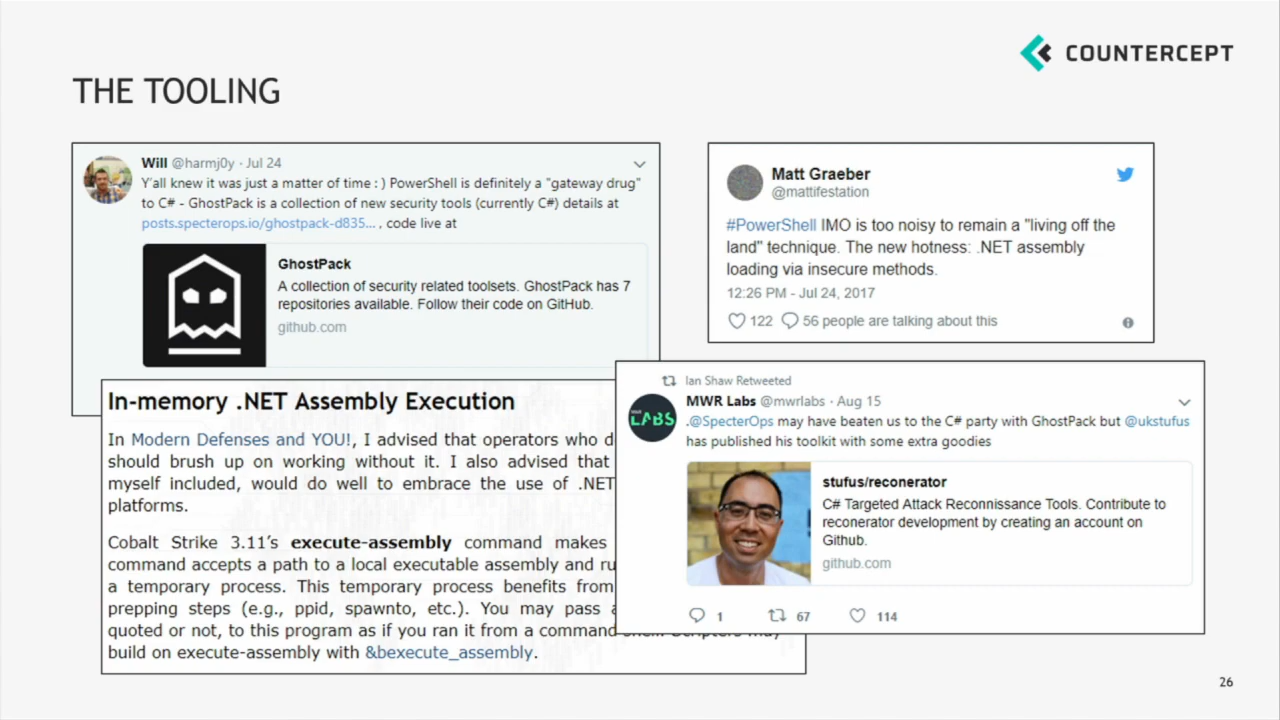 COUNTERCEPT
THE TOOLING
Will @harmj0y · Jul 24
Y'all knew it was just a matter of time : ) PowerShell is definitely a "gateway drug"
to C# - GhostPack is a collection of new security tools (currently C#) details at
posts.specterops.io/ghostpack-d835... , code live at
GhostPack
A collection of security related toolsets. GhostPack has 7
repositories available. Follow their code on GitHub.
github.com
Matt Graeber
@mattifestation
#PowerShell IMO is too noisy to remain a "living off the
land" technique. The new hotness: .NET assembly
loading via insecure methods.
12:26 PM - Jul 24, 2017
122 56 people are talking about this
In-memory .NET Assembly Execution
In Modern Defenses and YOU!, I advised that operators who d
should brush up on working without it. I also advised that
myself included, would do well to embrace the use of .NET
platforms.
Cobalt Strike 3.11's execute-assembly command makes
command accepts a path to a local executable assembly and ru
a temporary process. This temporary process benefits from
prepping steps (e.g., ppid, spawnto, etc.). You may pass a
quoted or not, to this program as if you ran it from a command
build on execute-assembly with &bexecute_assembly.
Ian Shaw Retweeted
MWR Labs @mwrlabs · Aug 15
.@SpecterOps may have beaten us to the C# party with GhostPack but @ukstufus
has published his toolkit with some extra goodies
MWR
LABS
stufus/reconerator
C# Targeted Attack Reconnissance Tools. Contribute to
reconerator development by creating an account on
Github.
github.com
1 67 114
26